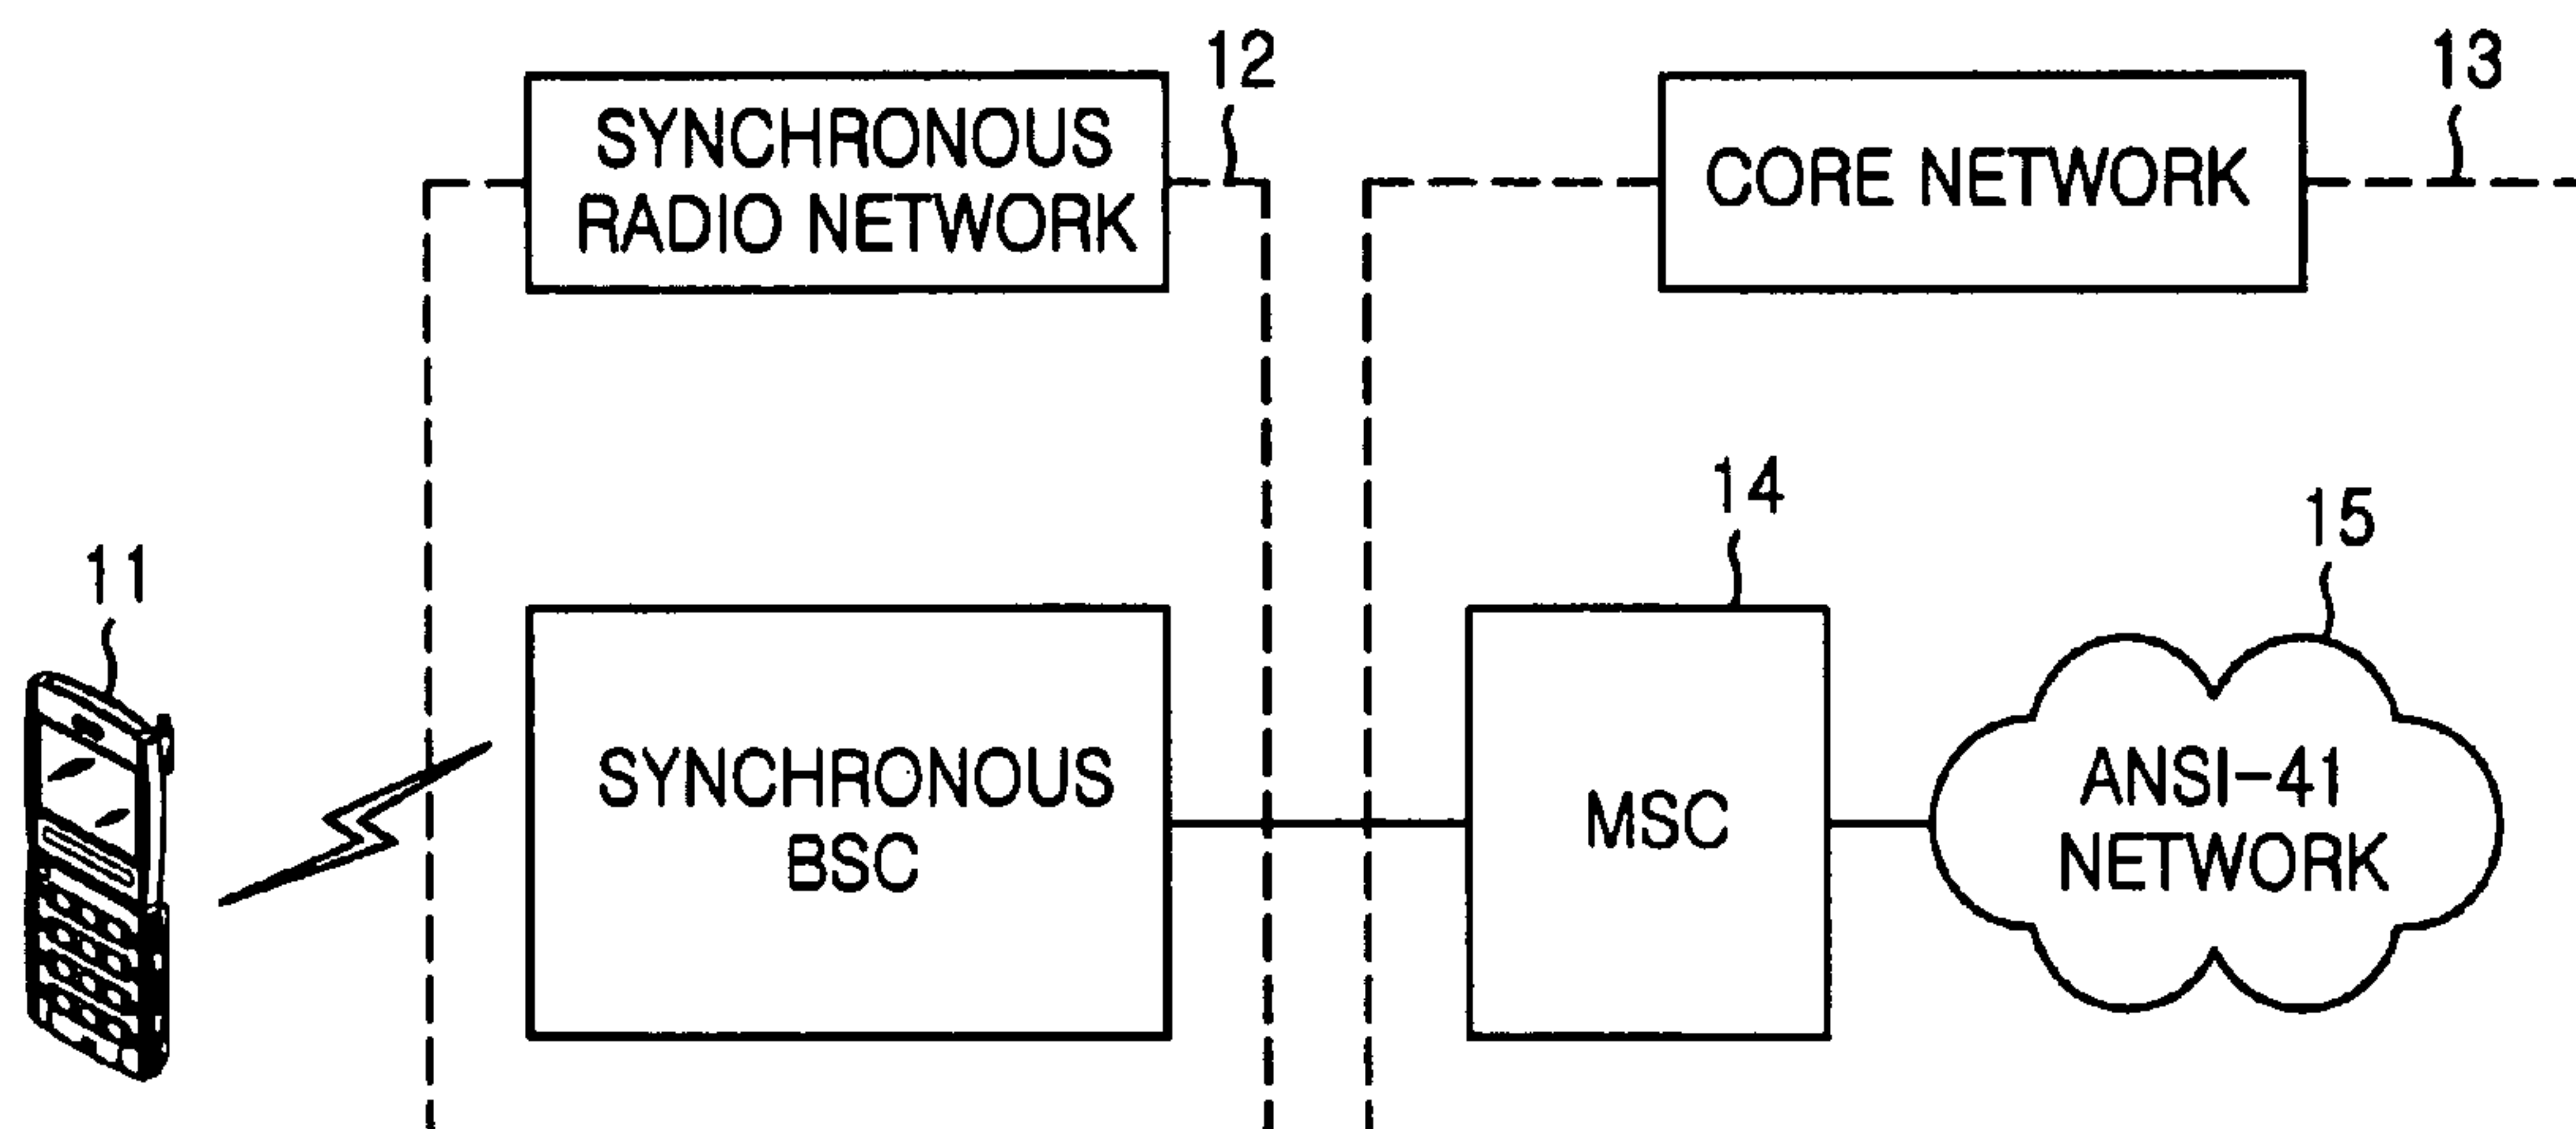 12
13
SYNCHRONOUS
RADIO NETWORK
CORE NETWORK
14
15
11
SYNCHRONOUS
BSC
MSC
ANSI-41
NETWORK